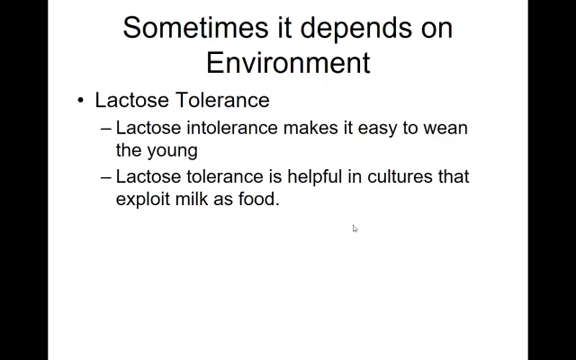 Sometimes it depends on
Environment
• Lactose Tolerance
– Lactose intolerance makes it easy to wean
the young
– Lactose tolerance is helpful in cultures that
exploit milk as food.